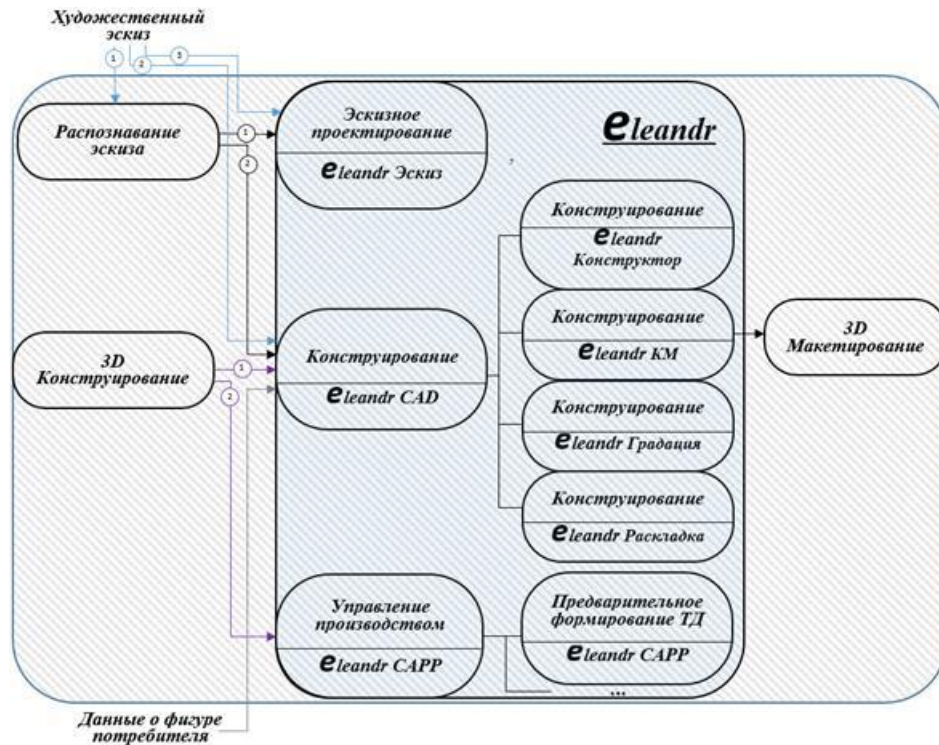 Художественный
эскиз
1
2
3
Распознавание
эскиза
1
2
Эскизное
проектирование
eleandr Эскиз
eleandr
,
Конструирование
eleandr
Конструктор
Конструирование
eleandr КМ
3D
Макетирование
3D
Конструирование
1
2
Конструирование
eleandr CAD
Конструирование
eleandr Градация
Конструирование
eleandr Раскладка
Управление
производством
eleandr CAPP
Предварительное
формирование ТД
eleandr CAPP
...
Данные о фигуре
потребителя